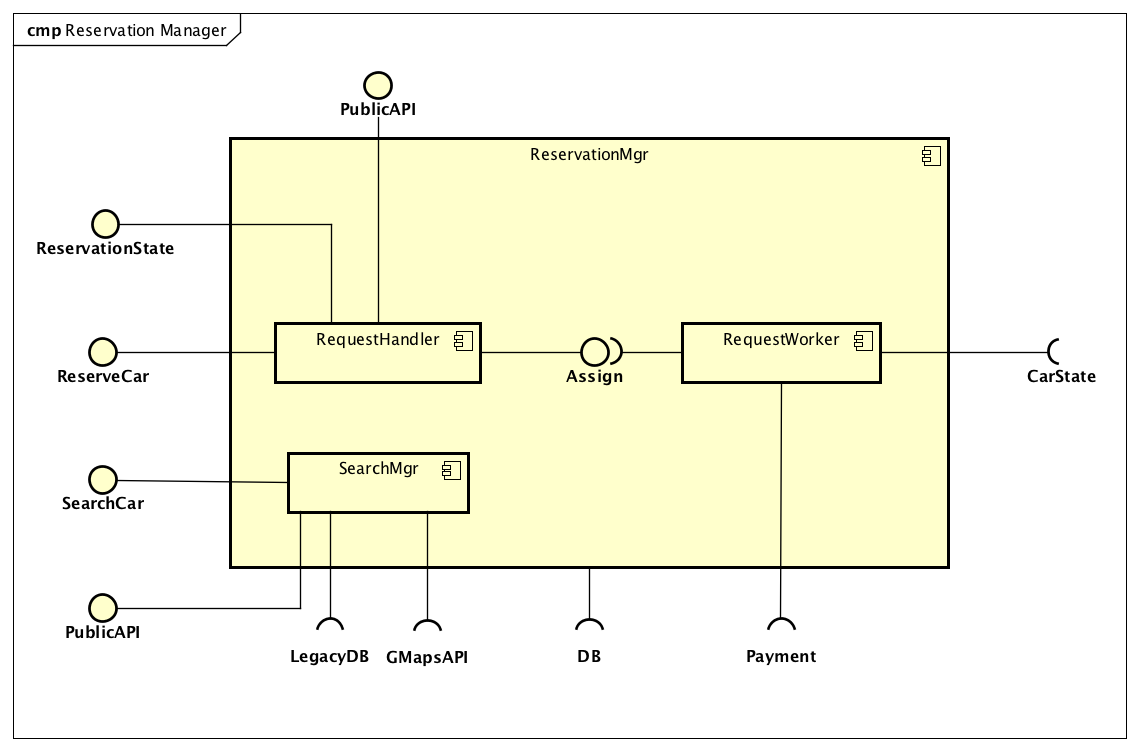 cmp Reservation Manager
PublicAPI
ReservationMgr
ReservationState
RequestHandler
RequestWorker
ReserveCar
Assign
CarState
SearchMgr
SearchCar
PublicAPI
LegacyDB
GMapsAPI
DB
Payment